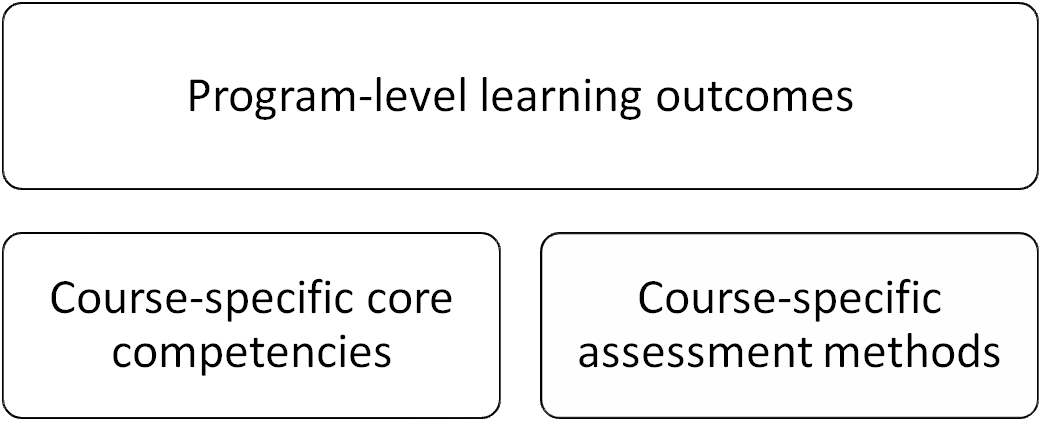 Program-level learning outcomes
Course-specific core
competencies
Course-specific
assessment methods